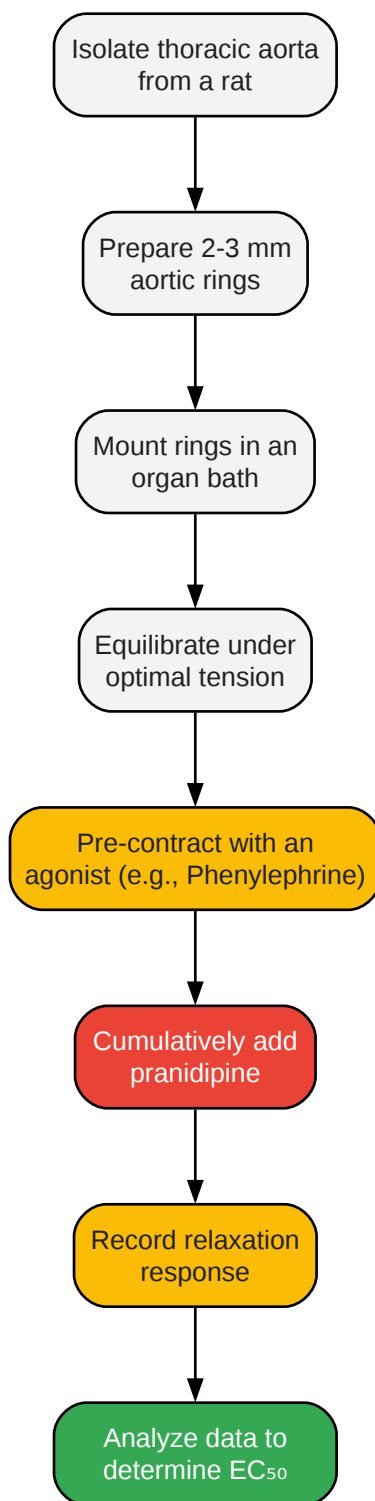 Isolate thoracic aorta
from a rat
Prepare 2-3 mm
aortic rings
Mount rings in an
organ bath
Equilibrate under
optimal tension
Pre-contract with an
agonist (e.g., Phenylephrine)
Cumulatively add
pranidipine
Record relaxation
response
Analyze data to
determine EC₅₀